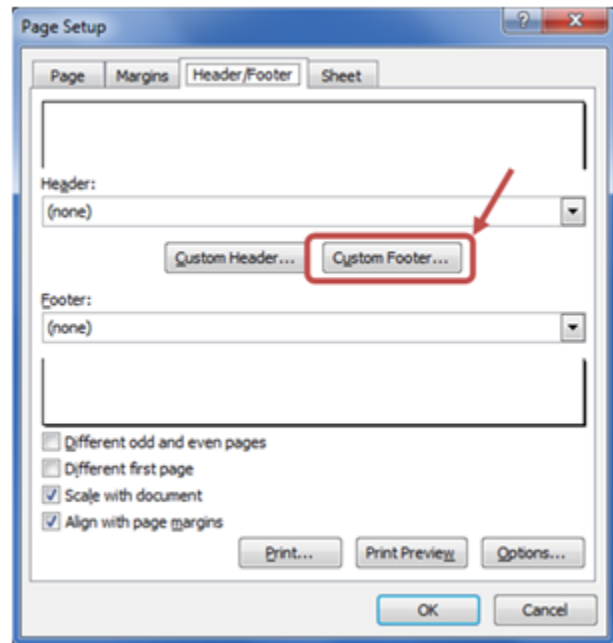 Page Setup
?
Page Margins Header/Footer Sheet
Header:
(none)
Custom Header... Custom Footer...
Footer:
(none)
Different odd and even pages
Different first page
Scale with document
Align with page margins
Print... Print Preview Options...
OK Cancel